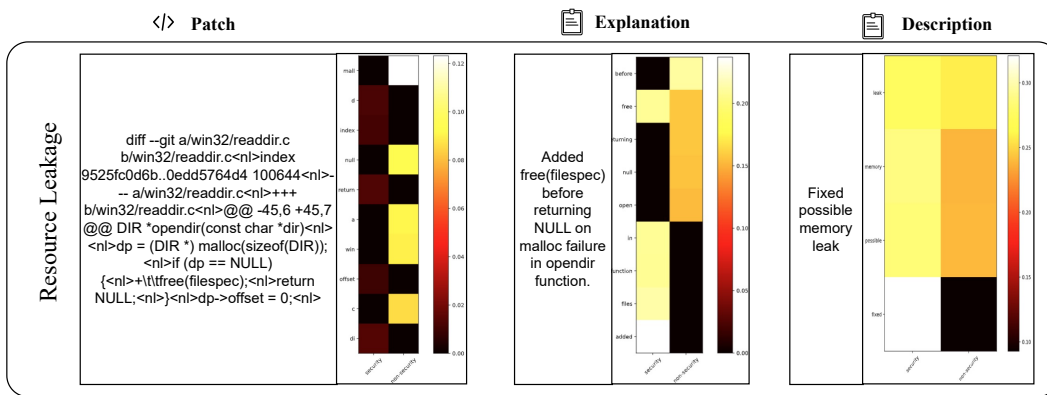 Patch
Explanation
Description
Resource Leakage
diff --git a/win32/readdir.c
b/win32/readdir.c<nl>index
9525fc0d6b..0edd5764d4 100644<nl>-
-- a/win32/readdir.c<nl>+++
b/win32/readdir.c<nl>@@ -45,6 +45,7
@@ DIR *opendir(const char *dir)<nl>
<nl>dp = (DIR *) malloc(sizeof(DIR));
<nl>if (dp == NULL)
{<nl>+\t\tfree(filespec);<nl>return
NULL;<nl>}<nl>dp->offset = 0;<nl>
mall
d
index
null
return
a
win
offset
c
di
security
non-security
0.12
0.10
0.08
0.06
0.04
0.02
0.00
Added
free(filespec)
before
returning
NULL on
malloc failure
in opendir
function.
before
free
turning
null
open
in
unction
files
added
security
non-security
0.20
0.15
0.10
0.05
0.00
Fixed
possible
memory
leak
leak
memory
possible
fixed
security
non-security
0.30
0.25
0.20
0.15
0.10